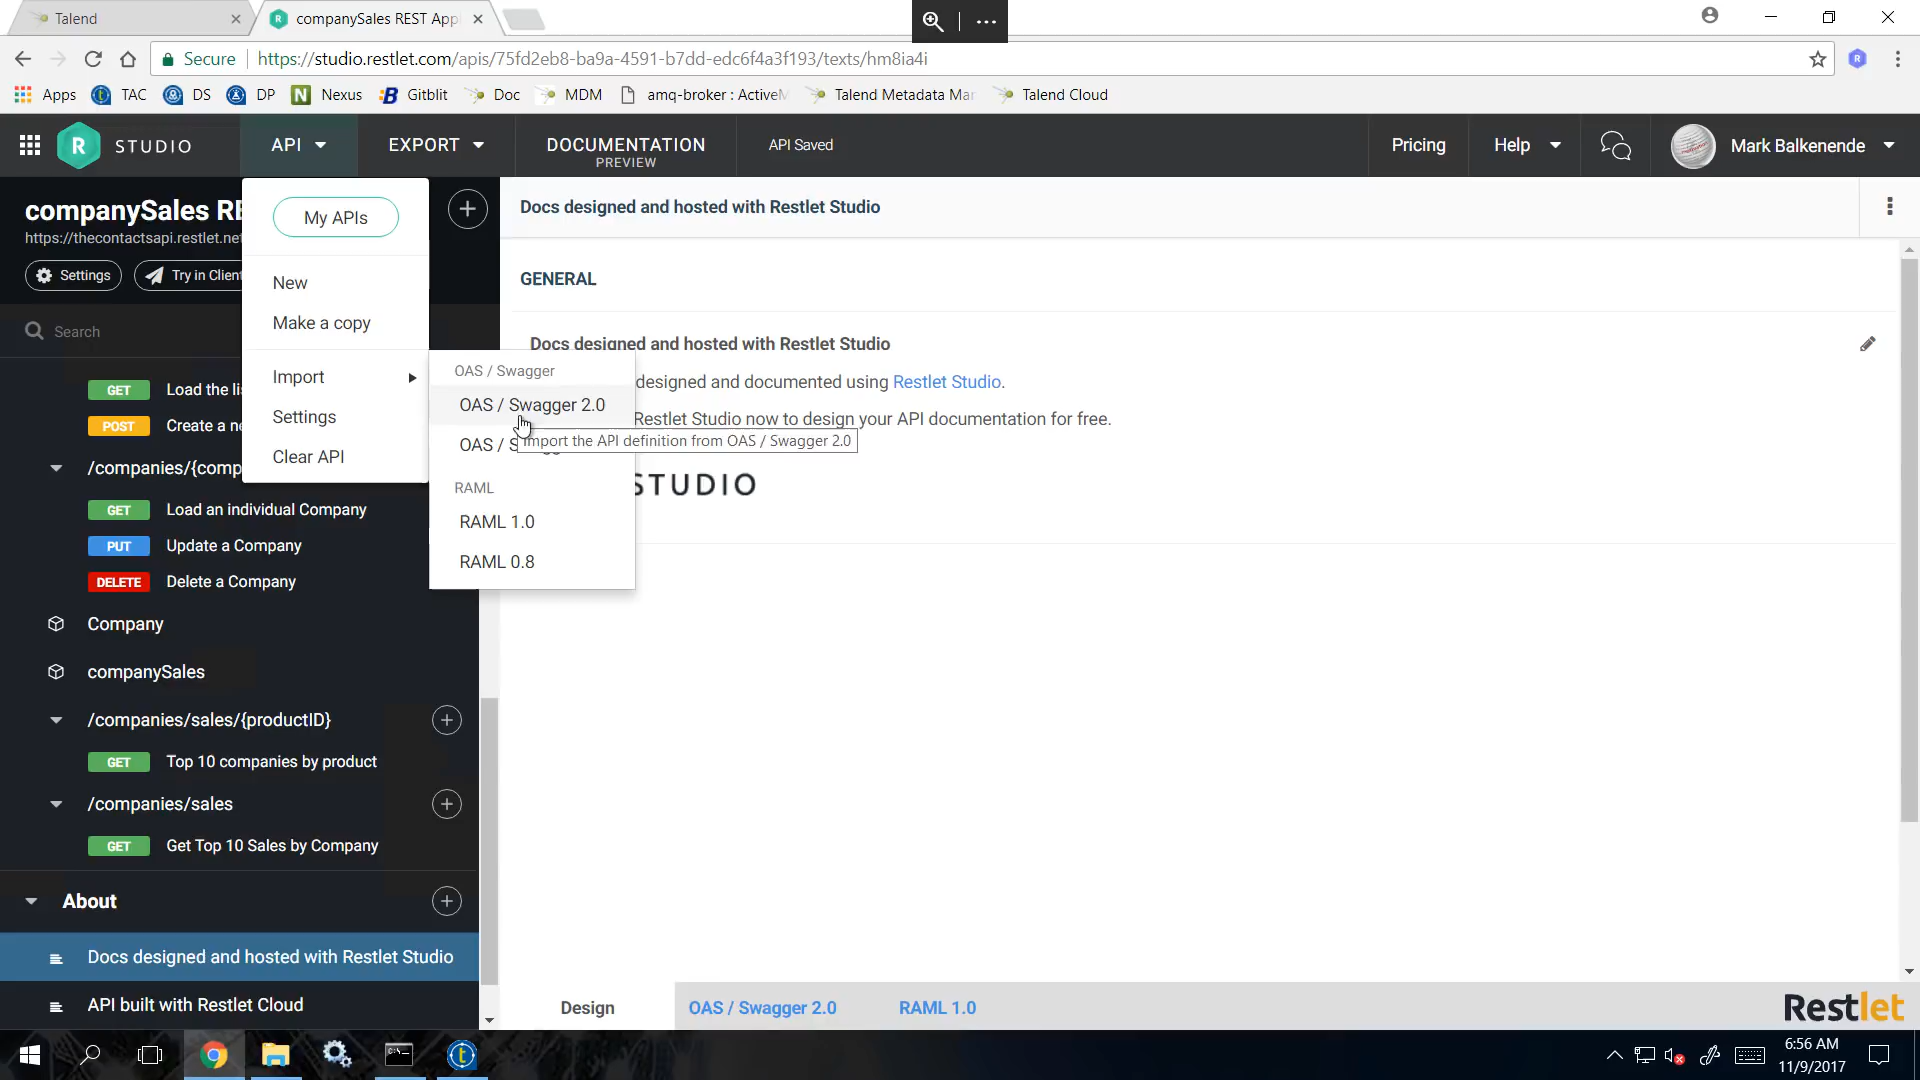 Talend
companySales REST App
Secure
https://studio.restlet.com/apis/75fd2eb8-ba9a-4591-b7dd-edc6f4a3f193/texts/hm8ia4i
Apps
TAC
DS
DP
Nexus
Gitblit
Doc
MDM
amq-broker : ActiveM
Talend Metadata Mar
Talend Cloud
R STUDIO
API
EXPORT
DOCUMENTATION
PREVIEW
API Saved
Pricing
Help
Mark Balkenende
companySales RE
https://thecontactsapi.restlet.net
Settings
Try in Client
Search
My APIs
New
Make a copy
Import
Settings
Clear API
OAS / Swagger
OAS / Swagger 2.0
OAS / S
Import the API definition from OAS / Swagger 2.0
RAML
RAML 1.0
RAML 0.8
GET Load the lis
POST Create a ne
/companies/{comp
GET Load an individual Company
PUT Update a Company
DELETE Delete a Company
Company
companySales
/companies/sales/{productID}
GET Top 10 companies by product
/companies/sales
GET Get Top 10 Sales by Company
About
Docs designed and hosted with Restlet Studio
API built with Restlet Cloud
Docs designed and hosted with Restlet Studio
GENERAL
Docs designed and hosted with Restlet Studio
designed and documented using Restlet Studio.
Restlet Studio now to design your API documentation for free.
STUDIO
Design
OAS / Swagger 2.0
RAML 1.0
Restlet
6:56 AM
11/9/2017